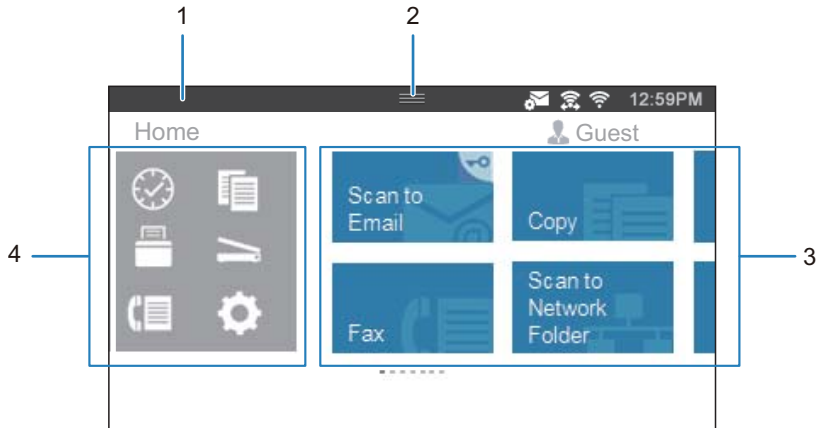 1
2
12:59PM
Home
Guest
Scan to
Email
Copy
4
3
Fax
Scan to
Network
Folder